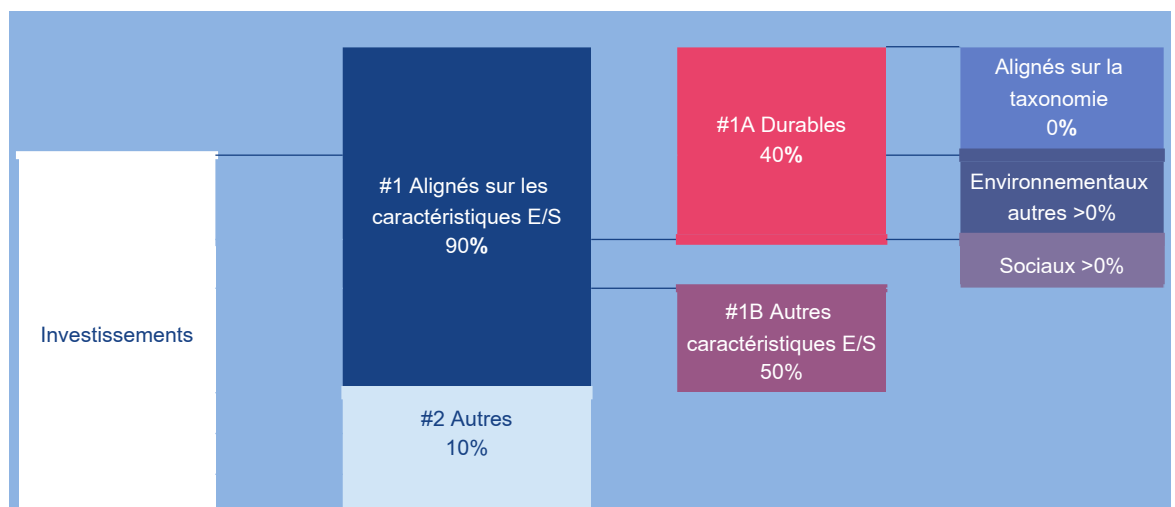 Investissements
#1 Alignés sur les
caractéristiques E/S
90%
#2 Autres
10%
#1A Durables
40%
#1B Autres
caractéristiques E/S
50%
Alignés sur la
taxonomie
0%
Environnementaux
autres >0%
Sociaux >0%